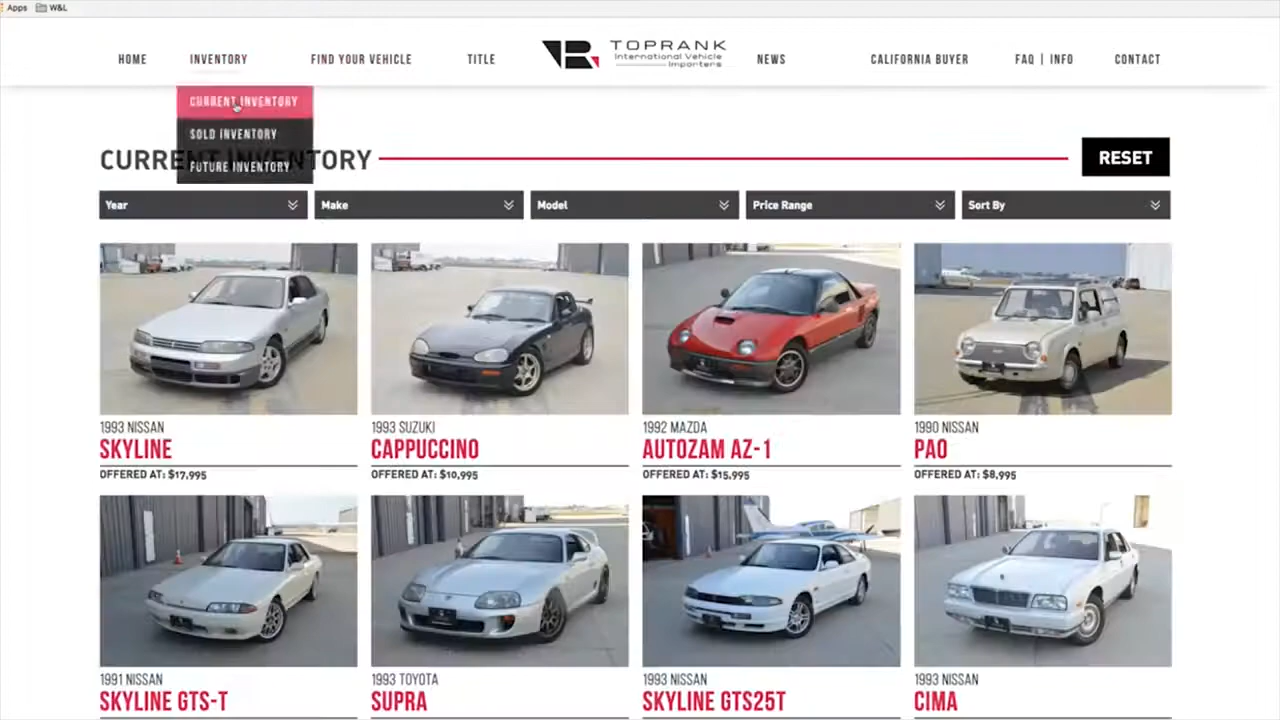 Apps W&L
HOME INVENTORY FIND YOUR VEHICLE TITLE TOPRANK NEWS CALIFORNIA BUYER FAQ | INFO CONTACT
International Vehicle
Importers
CURRENT INVENTORY
SOLD INVENTORY
FUTURE INVENTORY
CURRENT INVENTORY RESET
Year Make Model Price Range Sort By
1993 NISSAN
SKYLINE
OFFERED AT: $17,995
1993 SUZUKI
CAPPUCCINO
OFFERED AT: $10,995
1992 MAZDA
AUTOZAM AZ-1
OFFERED AT: $15,995
1990 NISSAN
PAO
OFFERED AT: $8,995
1991 NISSAN
SKYLINE GTS-T
1993 TOYOTA
SUPRA
1993 NISSAN
SKYLINE GTS25T
1993 NISSAN
CIMA